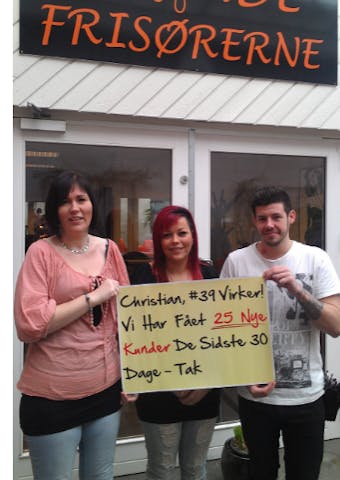 FRISØRERNE
Christian, #39 Virker!
Vi Har Fået 25 Nye
Kunder De Sidste 30
Dage - Tak